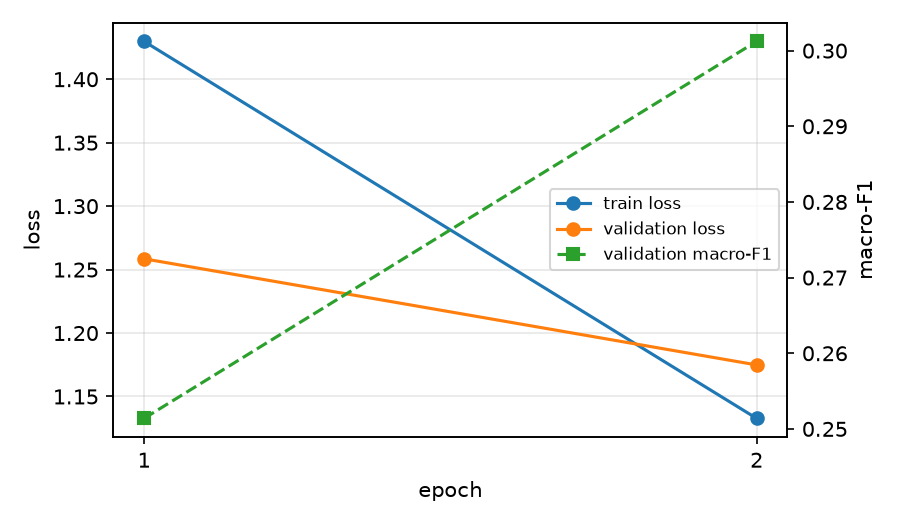 1.40
1.35
1.30
1.25
1.20
1.15
loss
0.30
0.29
0.28
0.27
0.26
0.25
macro-F1
train loss
validation loss
validation macro-F1
1 2
epoch